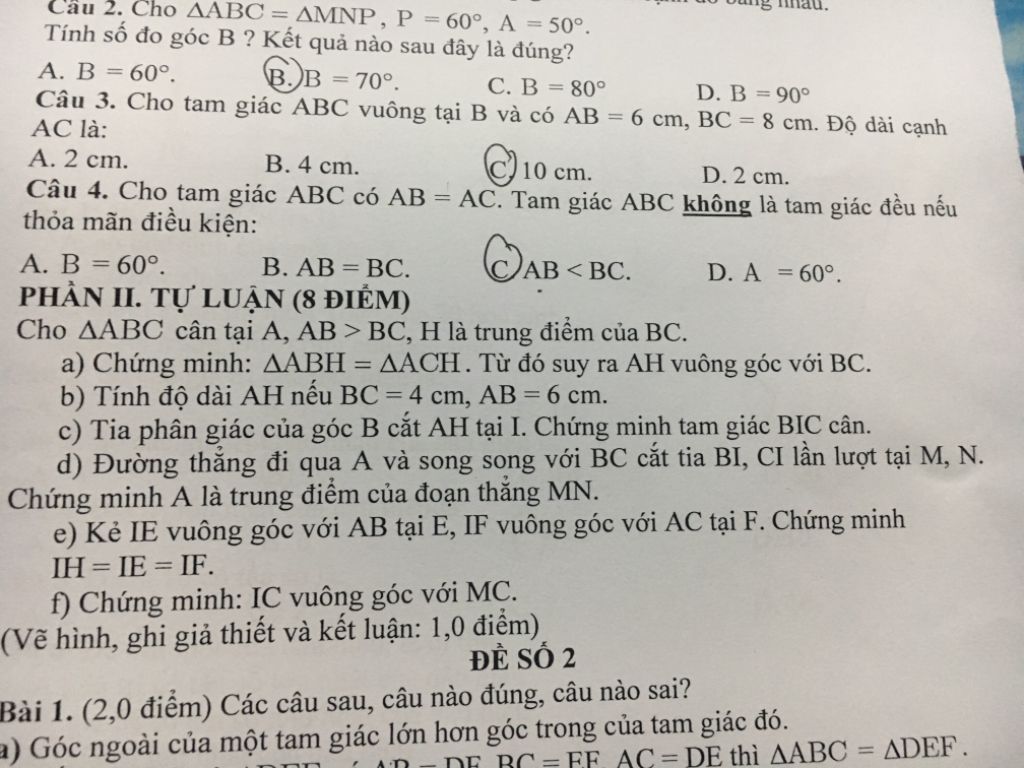 bằng nhau.
Câu 2. Cho ΔABC = ΔMNP, P = 60°, A = 50°.
Tính số đo góc B ? Kết quả nào sau đây là đúng?
A. B = 60°. B. B = 70°. C. B = 80° D. B = 90°
Câu 3. Cho tam giác ABC vuông tại B và có AB = 6 cm, BC = 8 cm. Độ dài cạnh
AC là:
A. 2 cm. B. 4 cm. C 10 cm. D. 2 cm.
Câu 4. Cho tam giác ABC có AB = AC. Tam giác ABC không là tam giác đều nếu
thỏa mãn điều kiện:
A. B = 60°. B. AB = BC. C AB < BC. D. A = 60°.
PHẦN II. TỰ LUẬN (8 ĐIỂM)
Cho ΔABC cân tại A, AB > BC, H là trung điểm của BC.
a) Chứng minh: ΔABH = ΔACH. Từ đó suy ra AH vuông góc với BC.
b) Tính độ dài AH nếu BC = 4 cm, AB = 6 cm.
c) Tia phân giác của góc B cắt AH tại I. Chứng minh tam giác BIC cân.
d) Đường thẳng đi qua A và song song với BC cắt tia BI, CI lần lượt tại M, N.
Chứng minh A là trung điểm của đoạn thẳng MN.
e) Kẻ IE vuông góc với AB tại E, IF vuông góc với AC tại F. Chứng minh
IH = IE = IF.
f) Chứng minh: IC vuông góc với MC.
(Vẽ hình, ghi giả thiết và kết luận: 1,0 điểm)
ĐỀ SỐ 2
Bài 1. (2,0 điểm) Các câu sau, câu nào đúng, câu nào sai?
a) Góc ngoài của một tam giác lớn hơn góc trong của tam giác đó.
AB = DE, BC = EF, AC = DE thì ΔABC = ΔDEF.